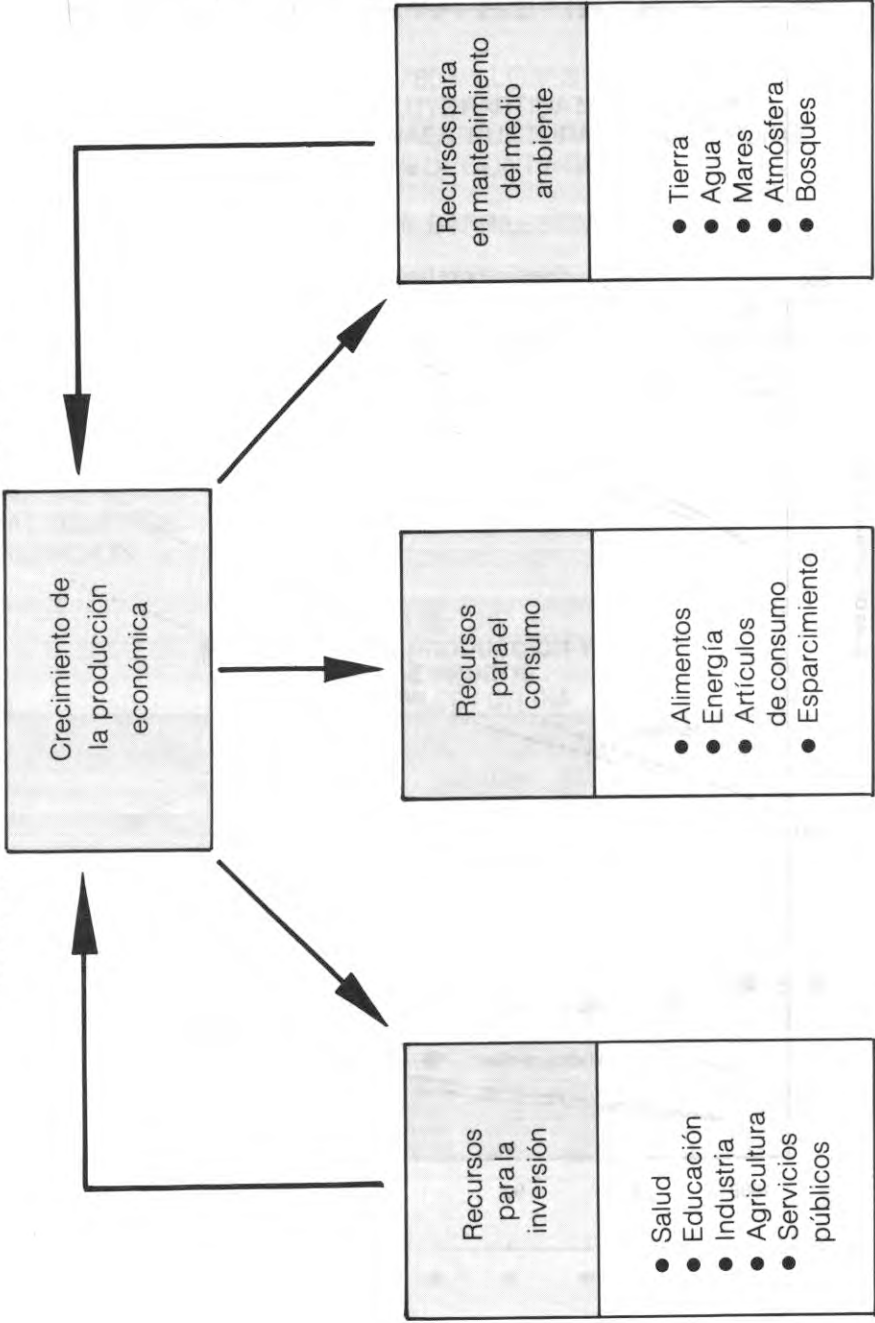 Crecimiento de
la producción
económica
Recursos
para la
inversión
● Salud
● Educación
● Industria
● Agricultura
● Servicios
públicos
Recursos
para el
consumo
● Alimentos
● Energía
● Artículos
de consumo
● Esparcimiento
Recursos para
en mantenimiento
del medio
ambiente
● Tierra
● Agua
● Mares
● Atmósfera
● Bosques